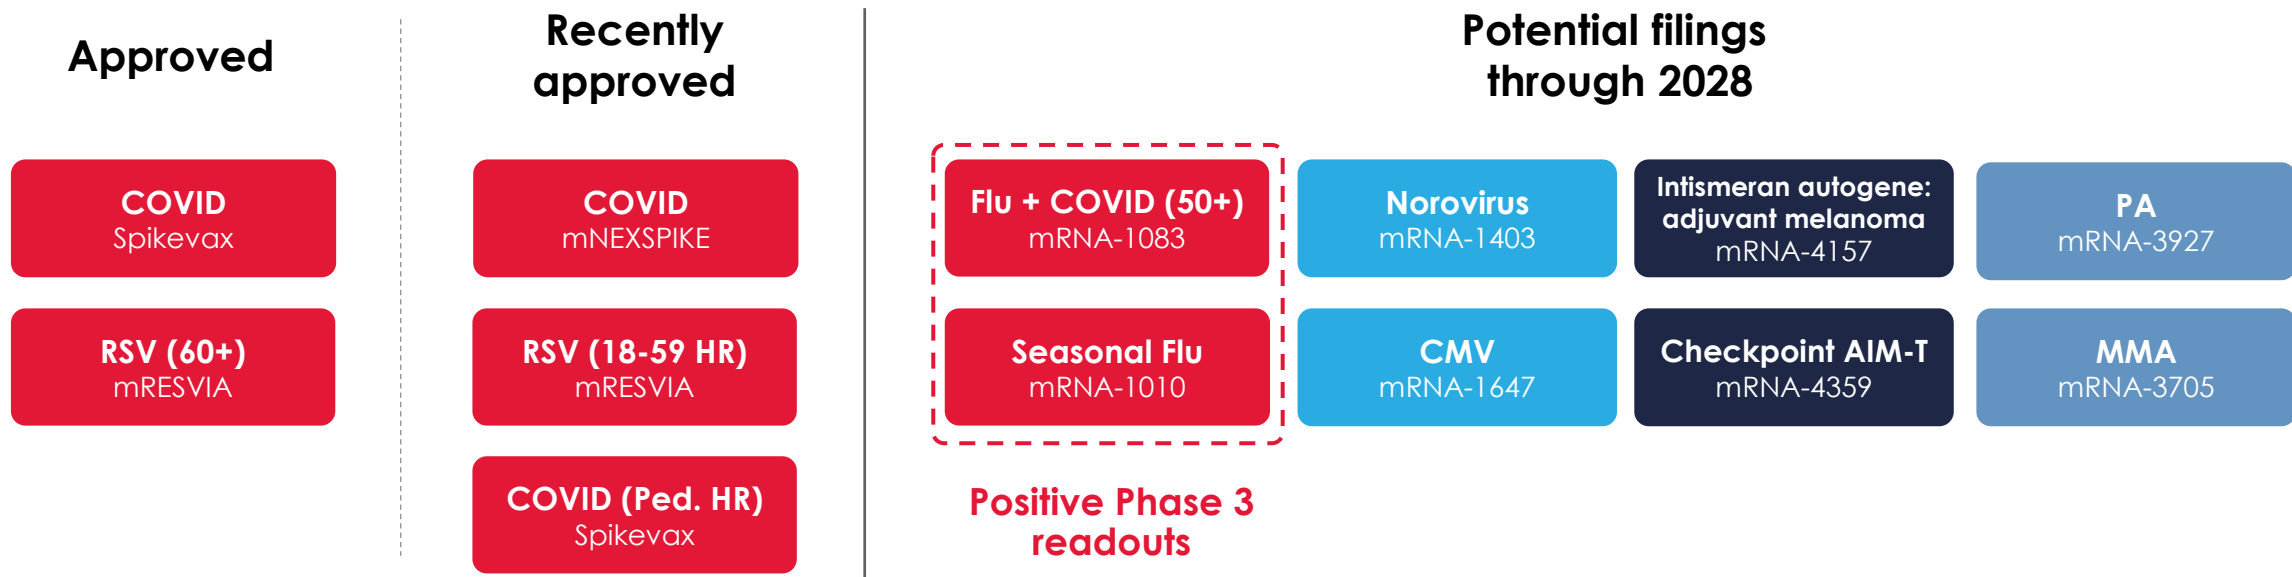 Approved
Recently
approved
Potential filings
through 2028
COVID
Spikevax
RSV (60+)
mRESVIA
COVID
mNEXSPIKE
RSV (18-59 HR)
mRESVIA
COVID (Ped. HR)
Spikevax
Flu + COVID (50+)
mRNA-1083
Seasonal Flu
mRNA-1010
Positive Phase 3
readouts
Norovirus
mRNA-1403
CMV
mRNA-1647
Intismeran autogene:
adjuvant melanoma
mRNA-4157
Checkpoint AIM-T
mRNA-4359
PA
mRNA-3927
MMA
mRNA-3705